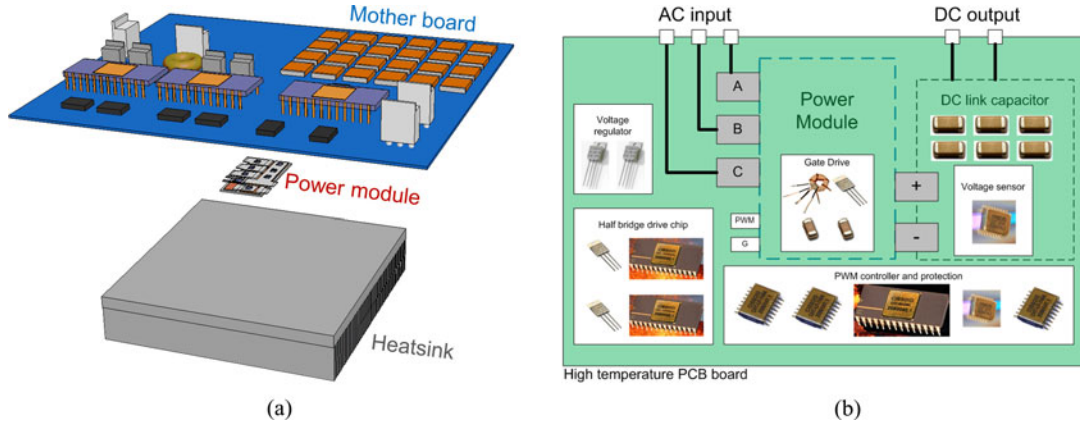 Mother board
Power module
Heatsink
(a)
AC input
DC output
A
B
C
Power
Module
DC link capacitor
Voltage
regulator
Gate Drive
Voltage sensor
+
-
PWM
G
Half bridge drive chip
PWM controller and protection
High temperature PCB board
(b)